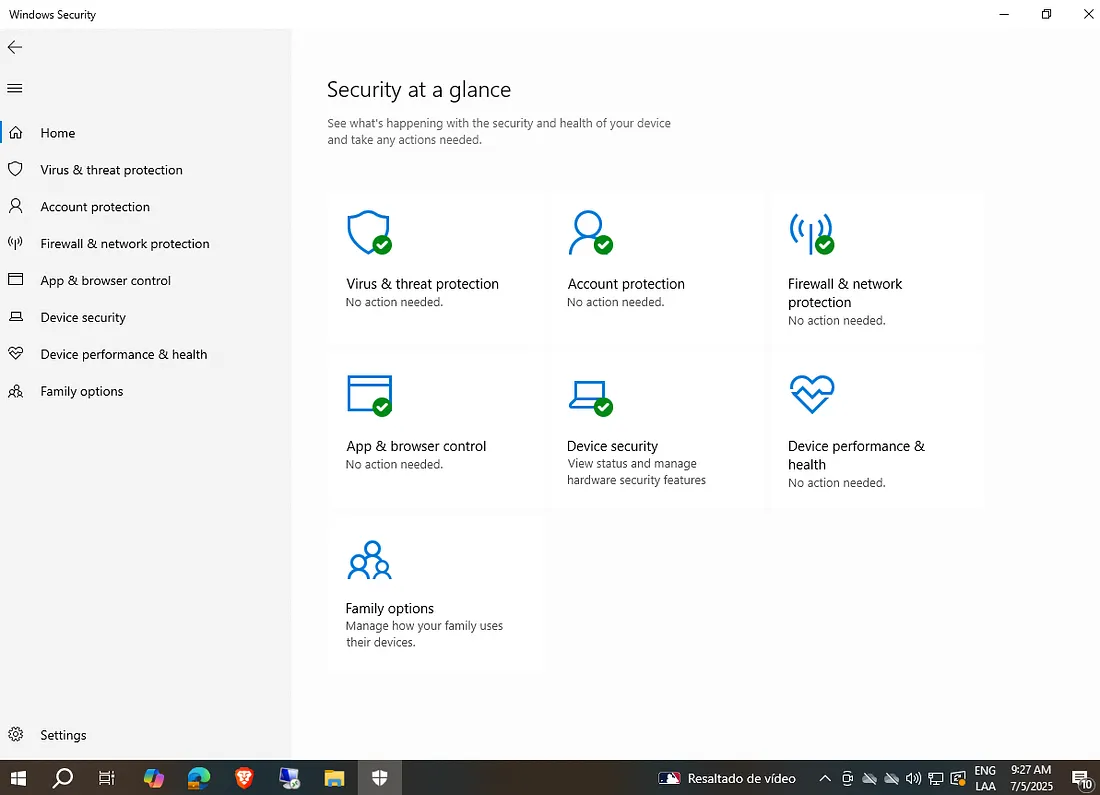 Windows Security
Home
Virus & threat protection
Account protection
Firewall & network protection
App & browser control
Device security
Device performance & health
Family options
Settings
Security at a glance
See what's happening with the security and health of your device
and take any actions needed.
Virus & threat protection
No action needed.
Account protection
No action needed.
Firewall & network
protection
No action needed.
App & browser control
No action needed.
Device security
View status and manage
hardware security features
Device performance &
health
No action needed.
Family options
Manage how your family uses
their devices.
Resaltado de vídeo
ENG
LAA
9:27 AM
7/5/2025
10